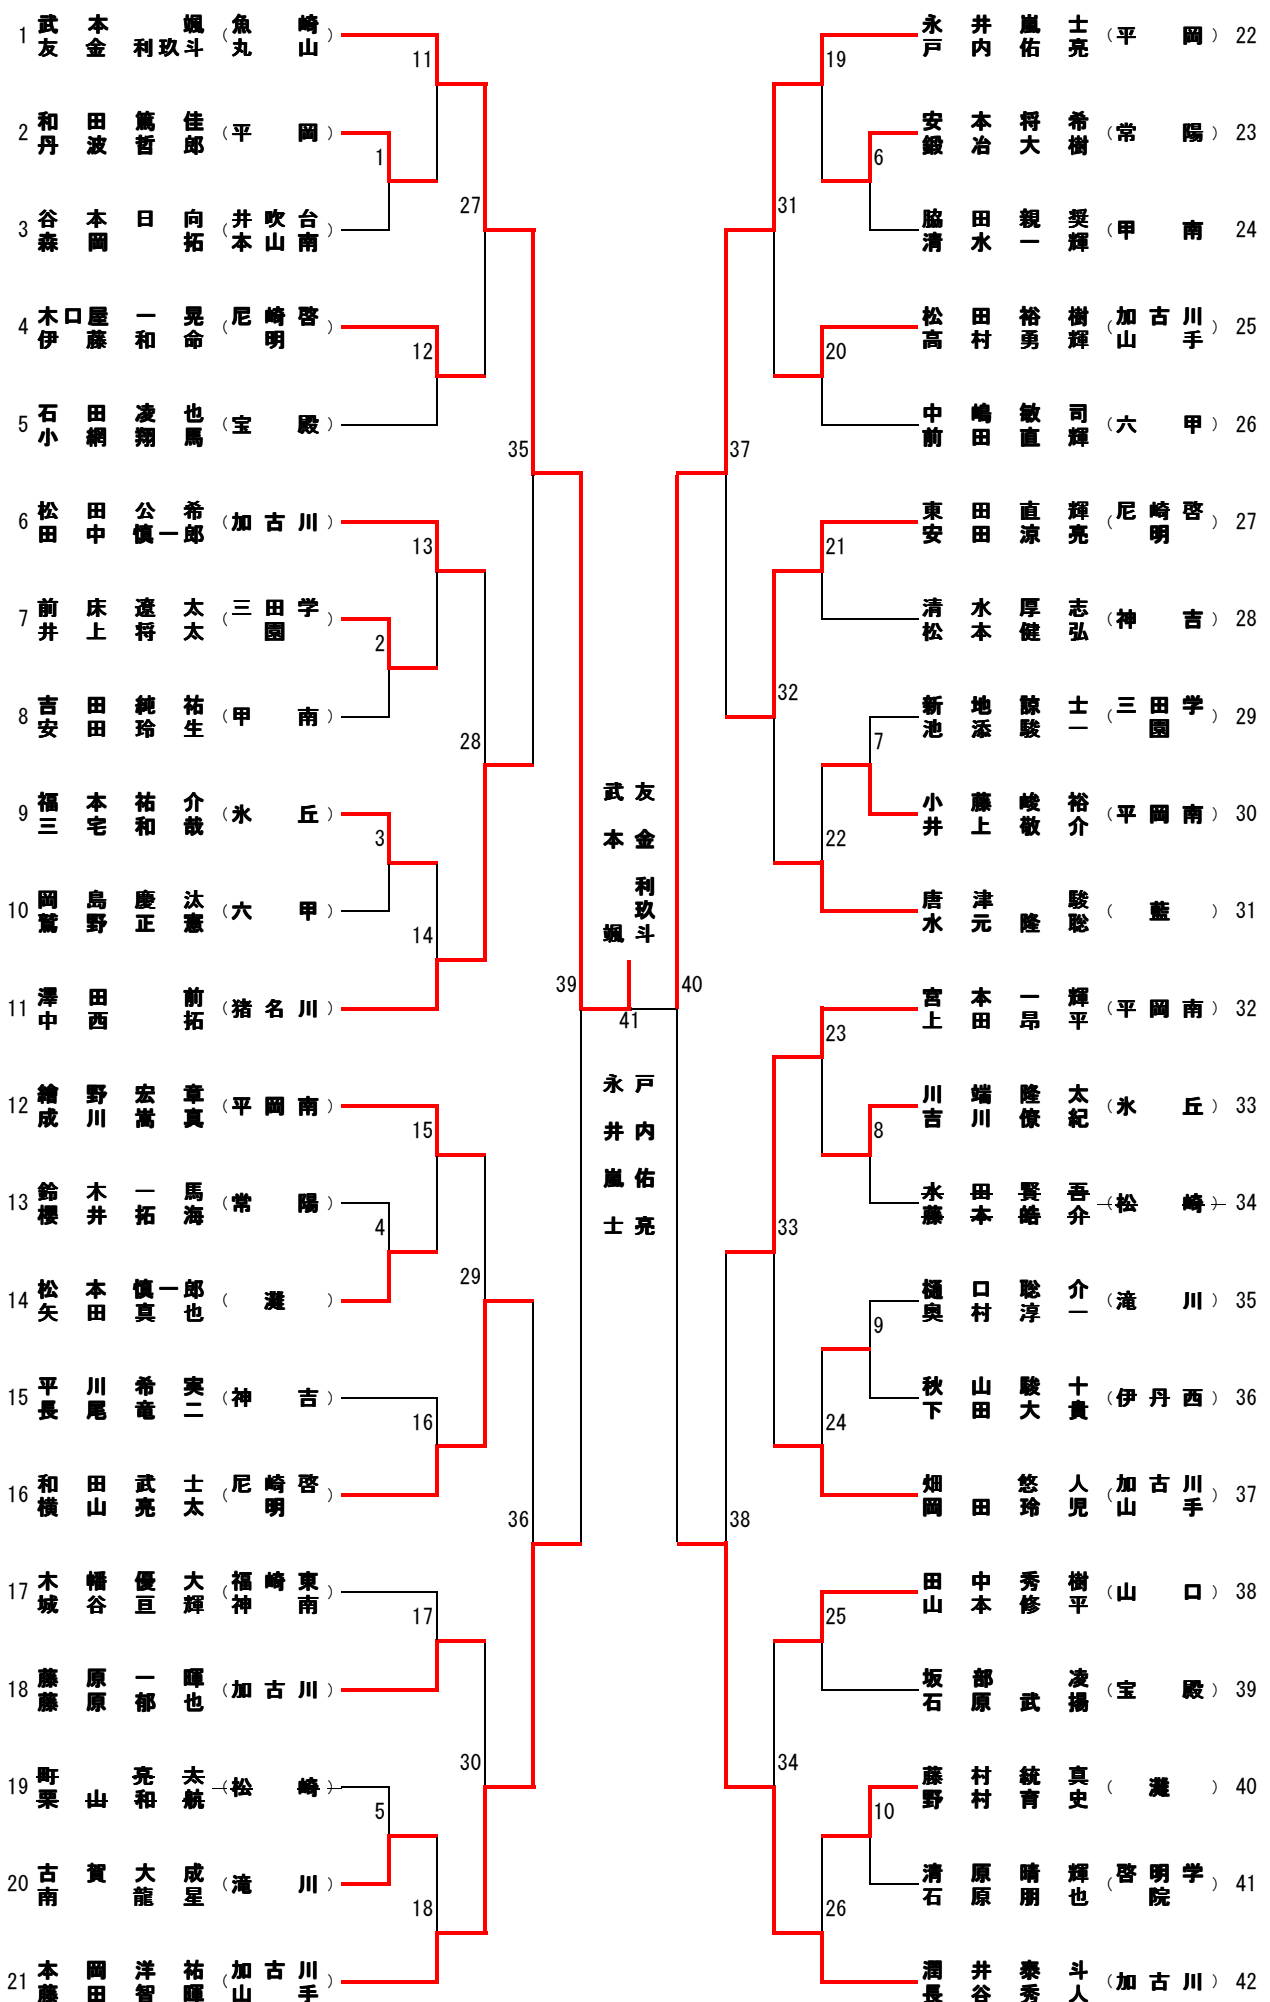 1 武本颯 (魚崎)
友金利玖斗 丸山
2 和田篤佳 (平岡)
丹波哲郎
3 谷本日向 (井吹台)
森岡拓 本山南
4 木口屋一晃 (尼崎啓)
伊藤和命 明
5 石田凌也 (宝殿)
小網翔馬
6 松田公希 (加古川)
田中慎一郎
7 前床遼太 (三田学)
井上将太 園
8 吉田純祐 (甲南)
安田玲生
9 福本祐介 (氷丘)
三宅和哉
10 岡島慶汰 (六甲)
鷲野正憲
11 澤田前 (猪名川)
中西拓
12 繪野宏章 (平岡南)
成川嵩真
13 鈴木一馬 (常陽)
櫻井拓海
14 松本慎一郎 (灘)
矢田真也
15 平川希実 (神吉)
長尾竜二
16 和田武士 (尼崎啓)
横山亮太 明
17 木幡優大 (福崎東)
城谷亘輝 神南
18 藤原一暉 (加古川)
藤原郁也
19 町亮太 (松崎)
栗山和航
20 古賀大成 (滝川)
南龍星
21 本岡洋祐 (加古川)
藤田智暉 山手
11
1
27
12
35
13
2
28
3
14
39
15
4
29
16
36
17
30
5
18
武本颯
友金利玖斗
41
永井嵐士
戸内佑亮
19
6
31
20
37
21
32
7
22
40
23
8
33
9
24
38
25
34
10
26
永井嵐士 (平岡) 22
戸内佑亮
安本将希 (常陽) 23
鍛冶大樹
脇田親奨 (甲南) 24
清水一輝
松田裕樹 (加古川) 25
高村勇輝 山手
中嶋敏司 (六甲) 26
前田直輝
東田直輝 (尼崎啓) 27
安田涼亮 明
清水厚志 (神吉) 28
松本健弘
新地諒士 (三田学) 29
池添駿一 園
小藤峻裕 (平岡南) 30
井上敬介
唐津駿 (藍) 31
水元隆聡
宮本一輝 (平岡南) 32
上田昂平
川端隆太 (氷丘) 33
吉川僚紀
水田賢吾 (松崎) 34
藤本皓介
樋口聡介 (滝川) 35
奥村淳一
秋山駿十 (伊丹西) 36
下田大貴
畑悠人 (加古川) 37
岡田玲児 山手
田中秀樹 (山口) 38
山本修平
坂部凌 (宝殿) 39
石原武揚
藤村統真 (灘) 40
野村育史
清原晴輝 (啓明学) 41
石原朋也 院
潤井泰斗 (加古川) 42
長谷秀人